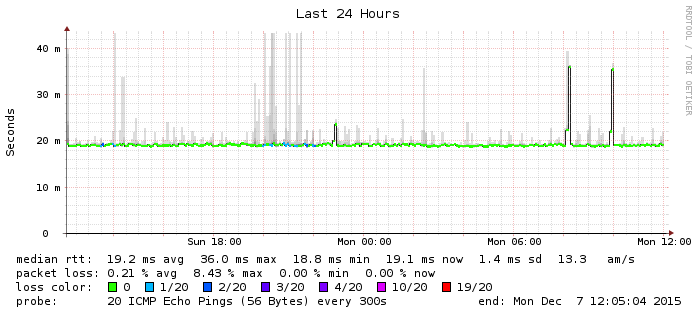 Last 24 Hours
RRDTOOL / TOBI OETIKER
Seconds
40 m
30 m
20 m
10 m
0
Sun 18:00 Mon 00:00 Mon 06:00 Mon 12:00
median rtt: 19.2 ms avg 36.0 ms max 18.8 ms min 19.1 ms now 1.4 ms sd 13.3 am/s
packet loss: 0.21 % avg 8.43 % max 0.00 % min 0.00 % now
loss color: 0 1/20 2/20 3/20 4/20 10/20 19/20
probe: 20 ICMP Echo Pings (56 Bytes) every 300s end: Mon Dec 7 12:05:04 2015